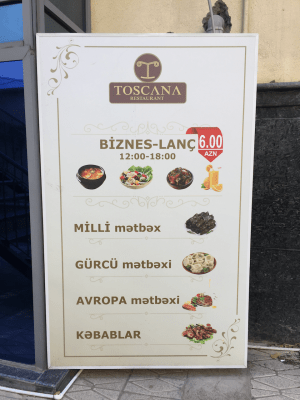 TOSCANA
RESTAURANT
BİZNES-LANÇ 6.00
12:00-18:00 AZN
MİLLİ mətbəx
GÜRCÜ mətbəxi
AVROPA mətbəxi
KƏBABLAR